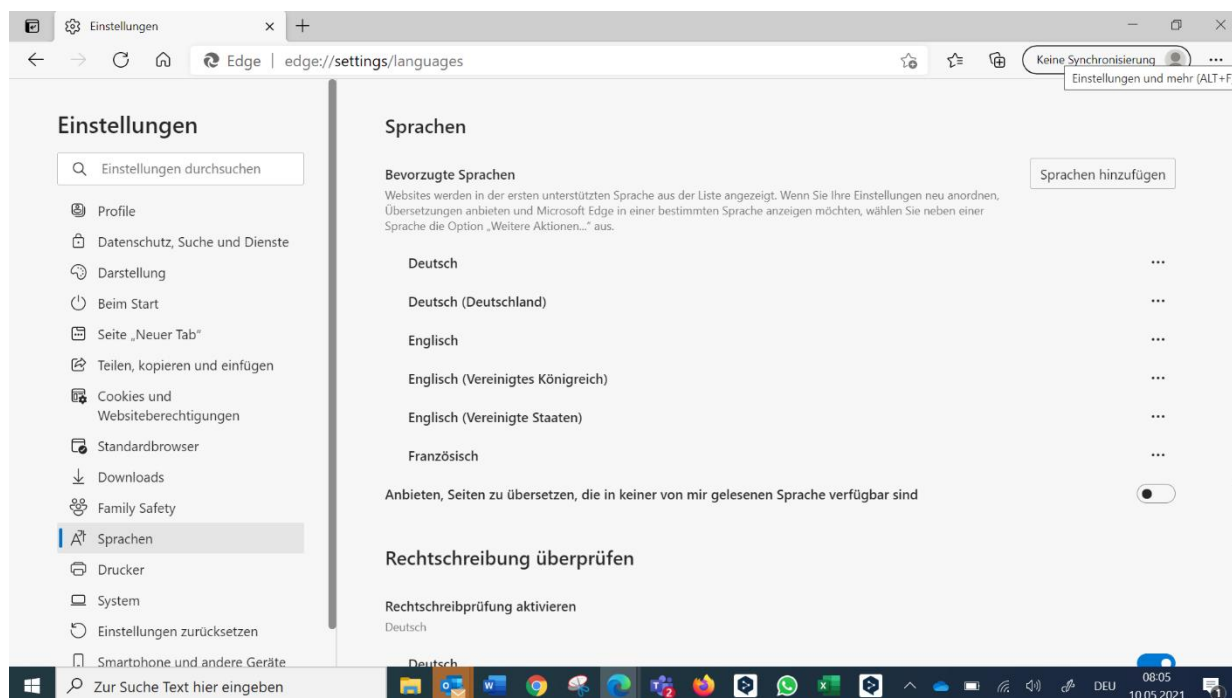 Einstellungen
Edge | edge://settings/languages
Keine Synchronisierung
Einstellungen und mehr (ALT+F
Einstellungen
Einstellungen durchsuchen
Profile
Datenschutz, Suche und Dienste
Darstellung
Beim Start
Seite „Neuer Tab"
Teilen, kopieren und einfügen
Cookies und
Websiteberechtigungen
Standardbrowser
Downloads
Family Safety
Sprachen
Drucker
System
Einstellungen zurücksetzen
Smartphone und andere Geräte
Sprachen
Bevorzugte Sprachen
Sprachen hinzufügen
Websites werden in der ersten unterstützten Sprache aus der Liste angezeigt. Wenn Sie Ihre Einstellungen neu anordnen,
Übersetzungen anbieten und Microsoft Edge in einer bestimmten Sprache anzeigen möchten, wählen Sie neben einer
Sprache die Option „Weitere Aktionen..." aus.
Deutsch
Deutsch (Deutschland)
Englisch
Englisch (Vereinigtes Königreich)
Englisch (Vereinigte Staaten)
Französisch
Anbieten, Seiten zu übersetzen, die in keiner von mir gelesenen Sprache verfügbar sind
Rechtschreibung überprüfen
Rechtschreibprüfung aktivieren
Deutsch
Deutsch
Zur Suche Text hier eingeben
DEU
08:05
10.05.2021